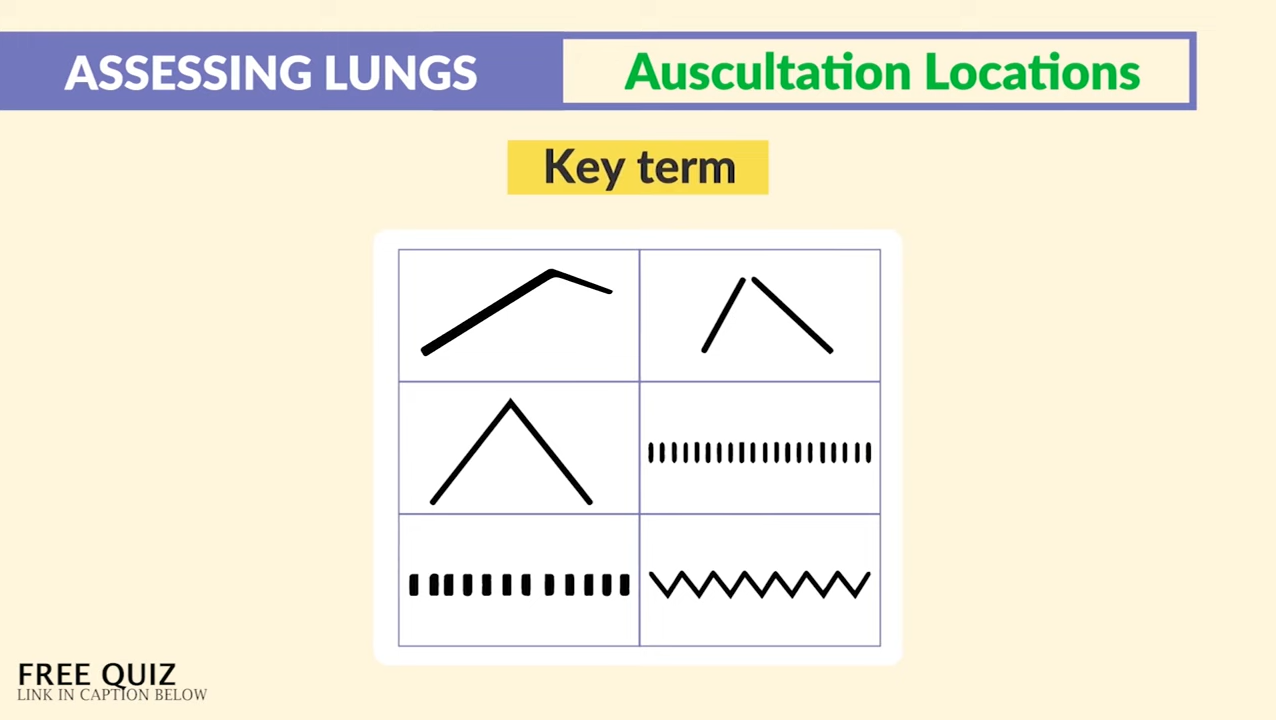 ASSESSING LUNGS
Auscultation Locations
Key term
FREE QUIZ
LINK IN CAPTION BELOW